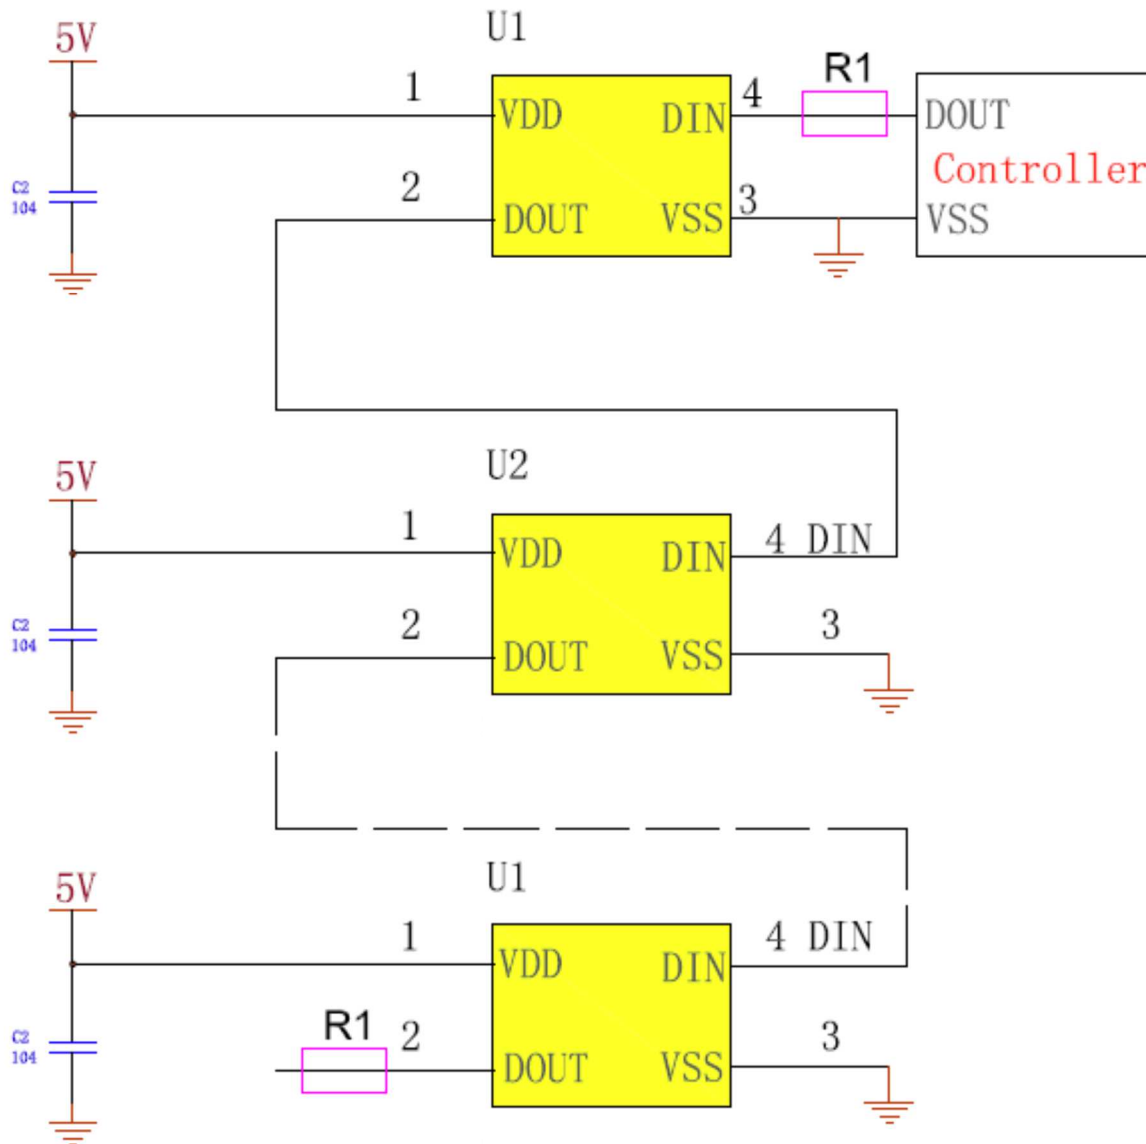 U1
5V
R1
1
4
VDD
DIN
DOUT
Controller
C2
104
2
3
DOUT
VSS
VSS
U2
5V
1
4 DIN
VDD
DIN
C2
104
2
3
DOUT
VSS
U1
5V
1
4 DIN
VDD
DIN
R1
C2
104
2
3
DOUT
VSS